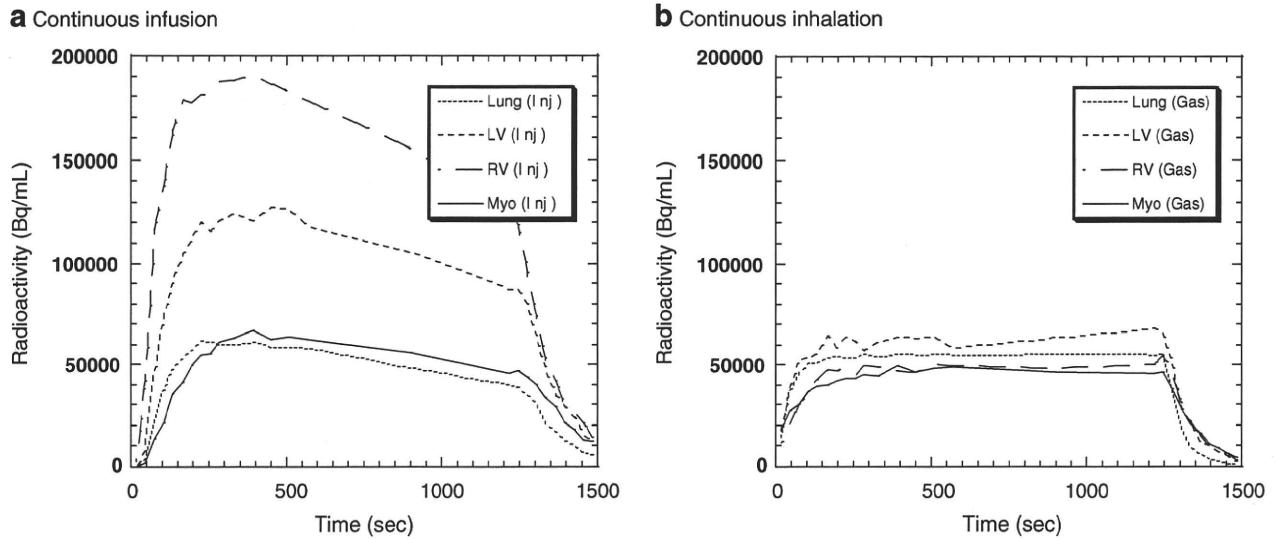 a Continuous infusion
200000
150000
100000
50000
0
0 500 1000 1500
Radioactivity (Bq/mL)
Time (sec)
Lung (I nj )
LV (I nj )
RV (I nj )
Myo (I nj )
b Continuous inhalation
200000
150000
100000
50000
0
0 500 1000 1500
Radioactivity (Bq/mL)
Time (sec)
Lung (Gas)
LV (Gas)
RV (Gas)
Myo (Gas)